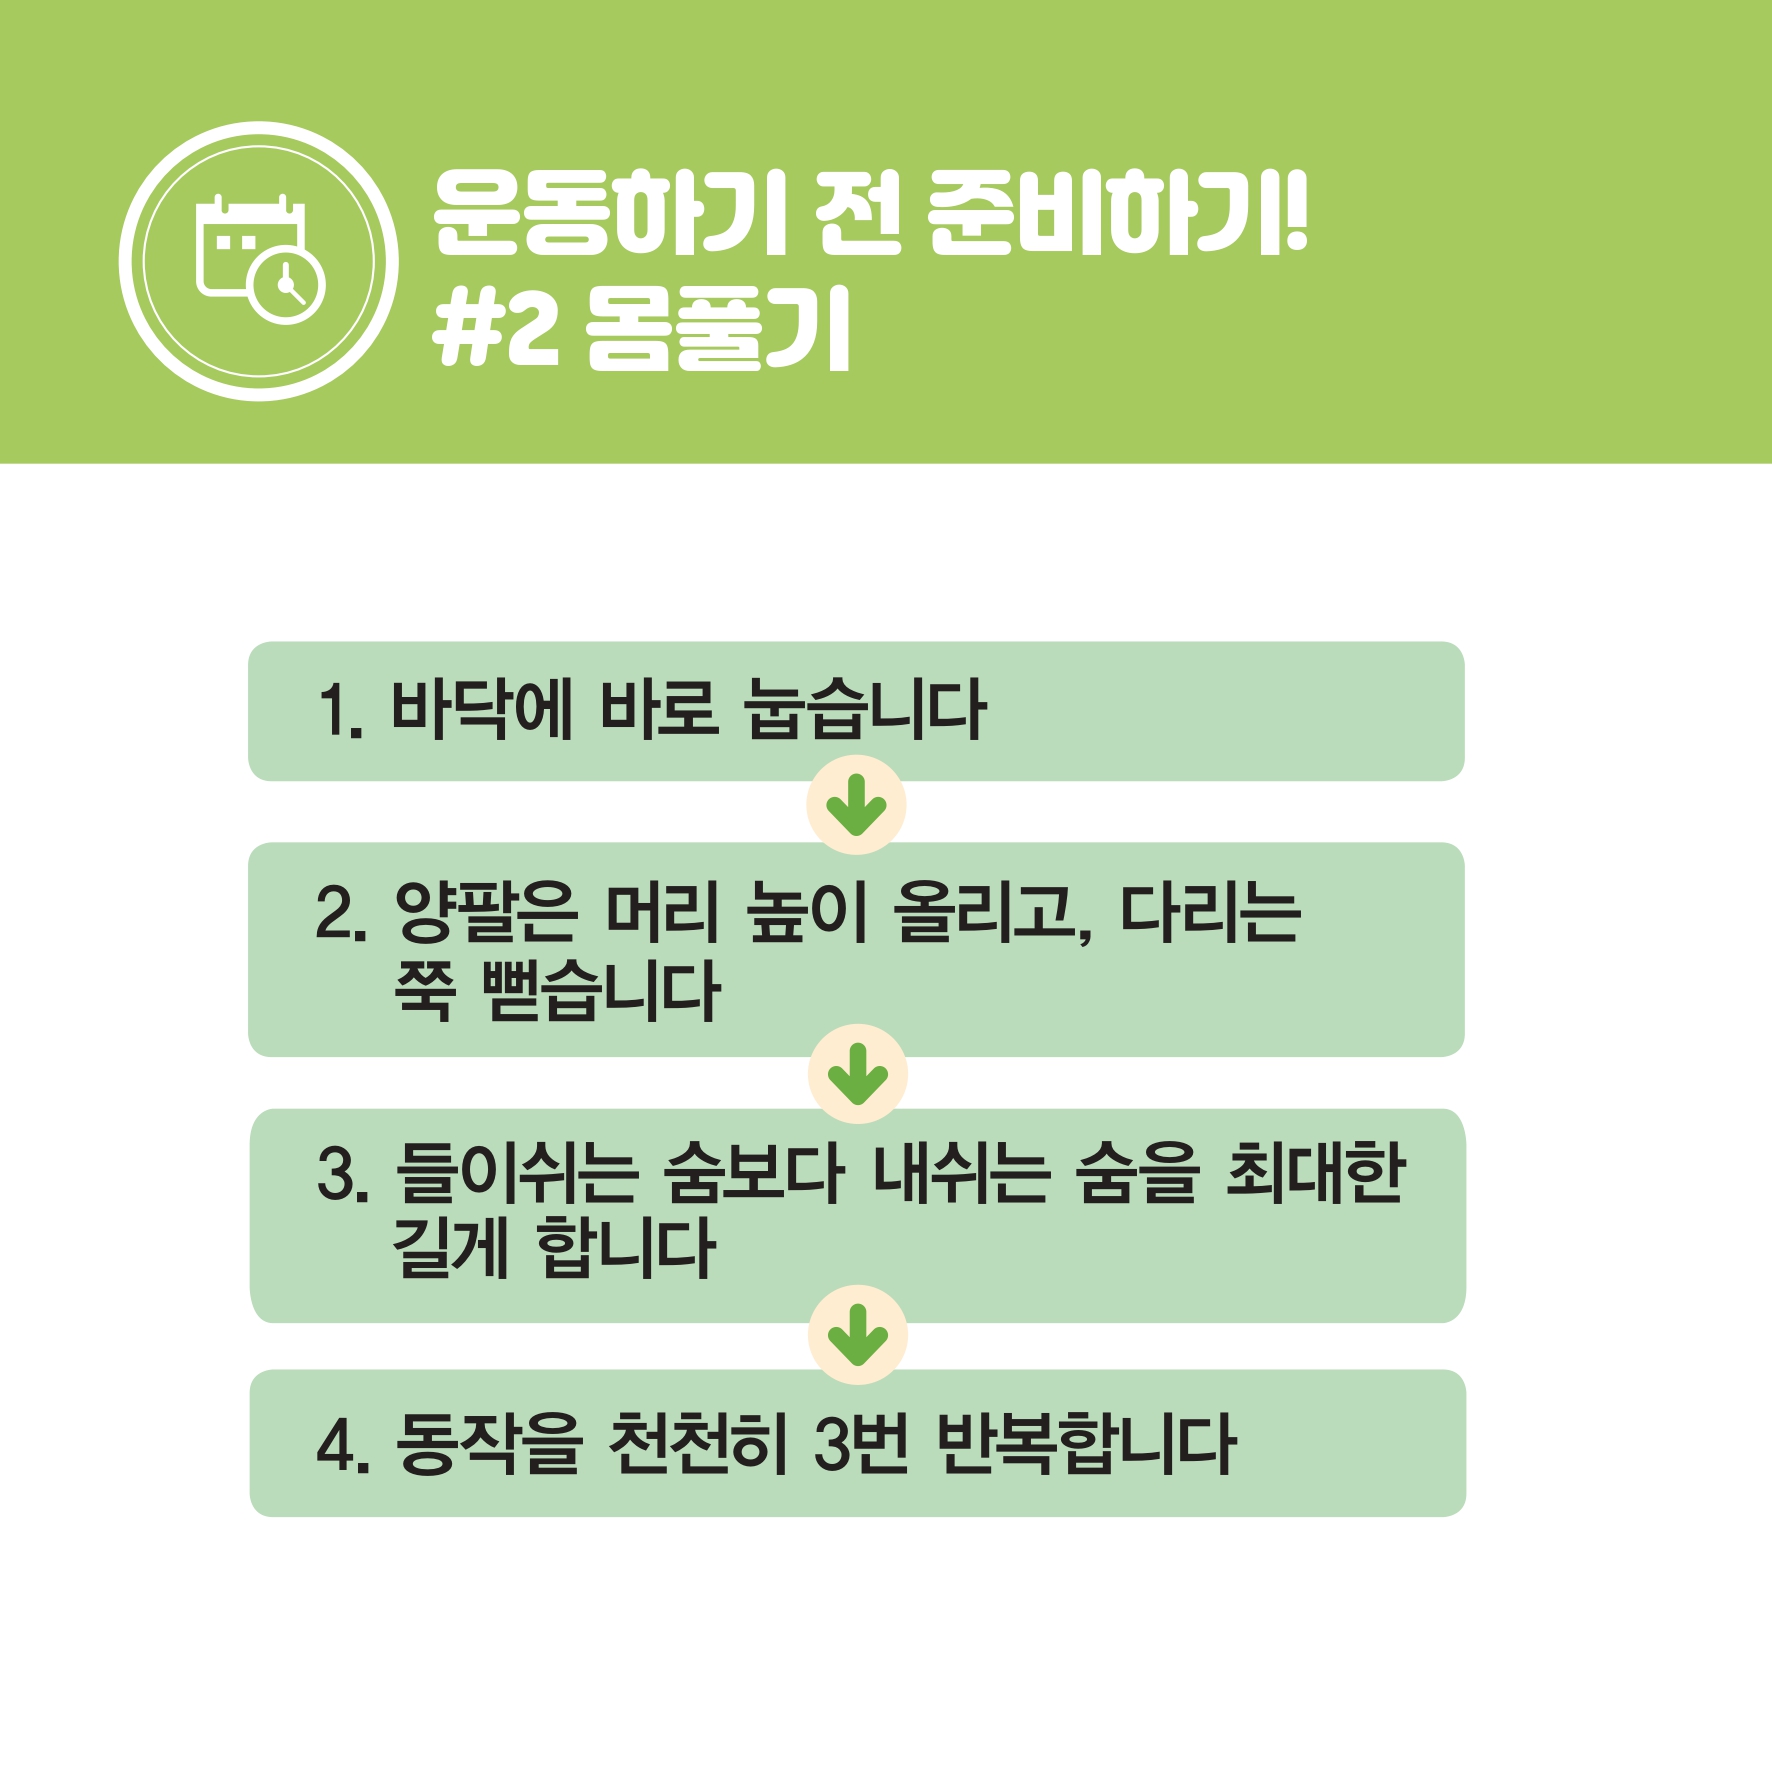 운동하기 전 준비하기!
#2 몸풀기
1. 바닥에 바로 눕습니다
2. 양팔은 머리 높이 올리고, 다리는
쭉 뻗습니다
3. 들이쉬는 숨보다 내쉬는 숨을 최대한
길게 합니다
4. 동작을 천천히 3번 반복합니다